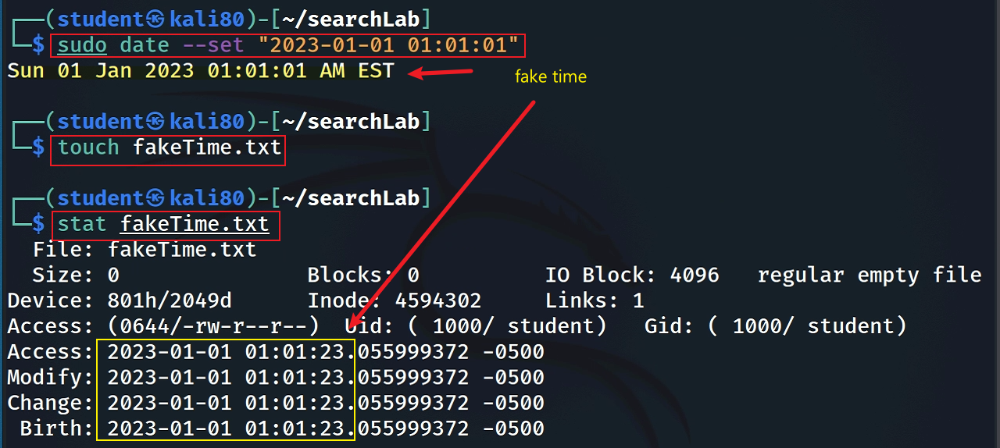 ┌──(student㉿kali80)-[~/searchLab]
└─$ sudo date --set "2023-01-01 01:01:01"
Sun 01 Jan 2023 01:01:01 AM EST
fake time
┌──(student㉿kali80)-[~/searchLab]
└─$ touch fakeTime.txt
┌──(student㉿kali80)-[~/searchLab]
└─$ stat fakeTime.txt
File: fakeTime.txt
Size: 0 Blocks: 0 IO Block: 4096 regular empty file
Device: 801h/2049d Inode: 4594302 Links: 1
Access: (0644/-rw-r--r--) Uid: ( 1000/ student) Gid: ( 1000/ student)
Access: 2023-01-01 01:01:23.055999372 -0500
Modify: 2023-01-01 01:01:23.055999372 -0500
Change: 2023-01-01 01:01:23.055999372 -0500
Birth: 2023-01-01 01:01:23.055999372 -0500